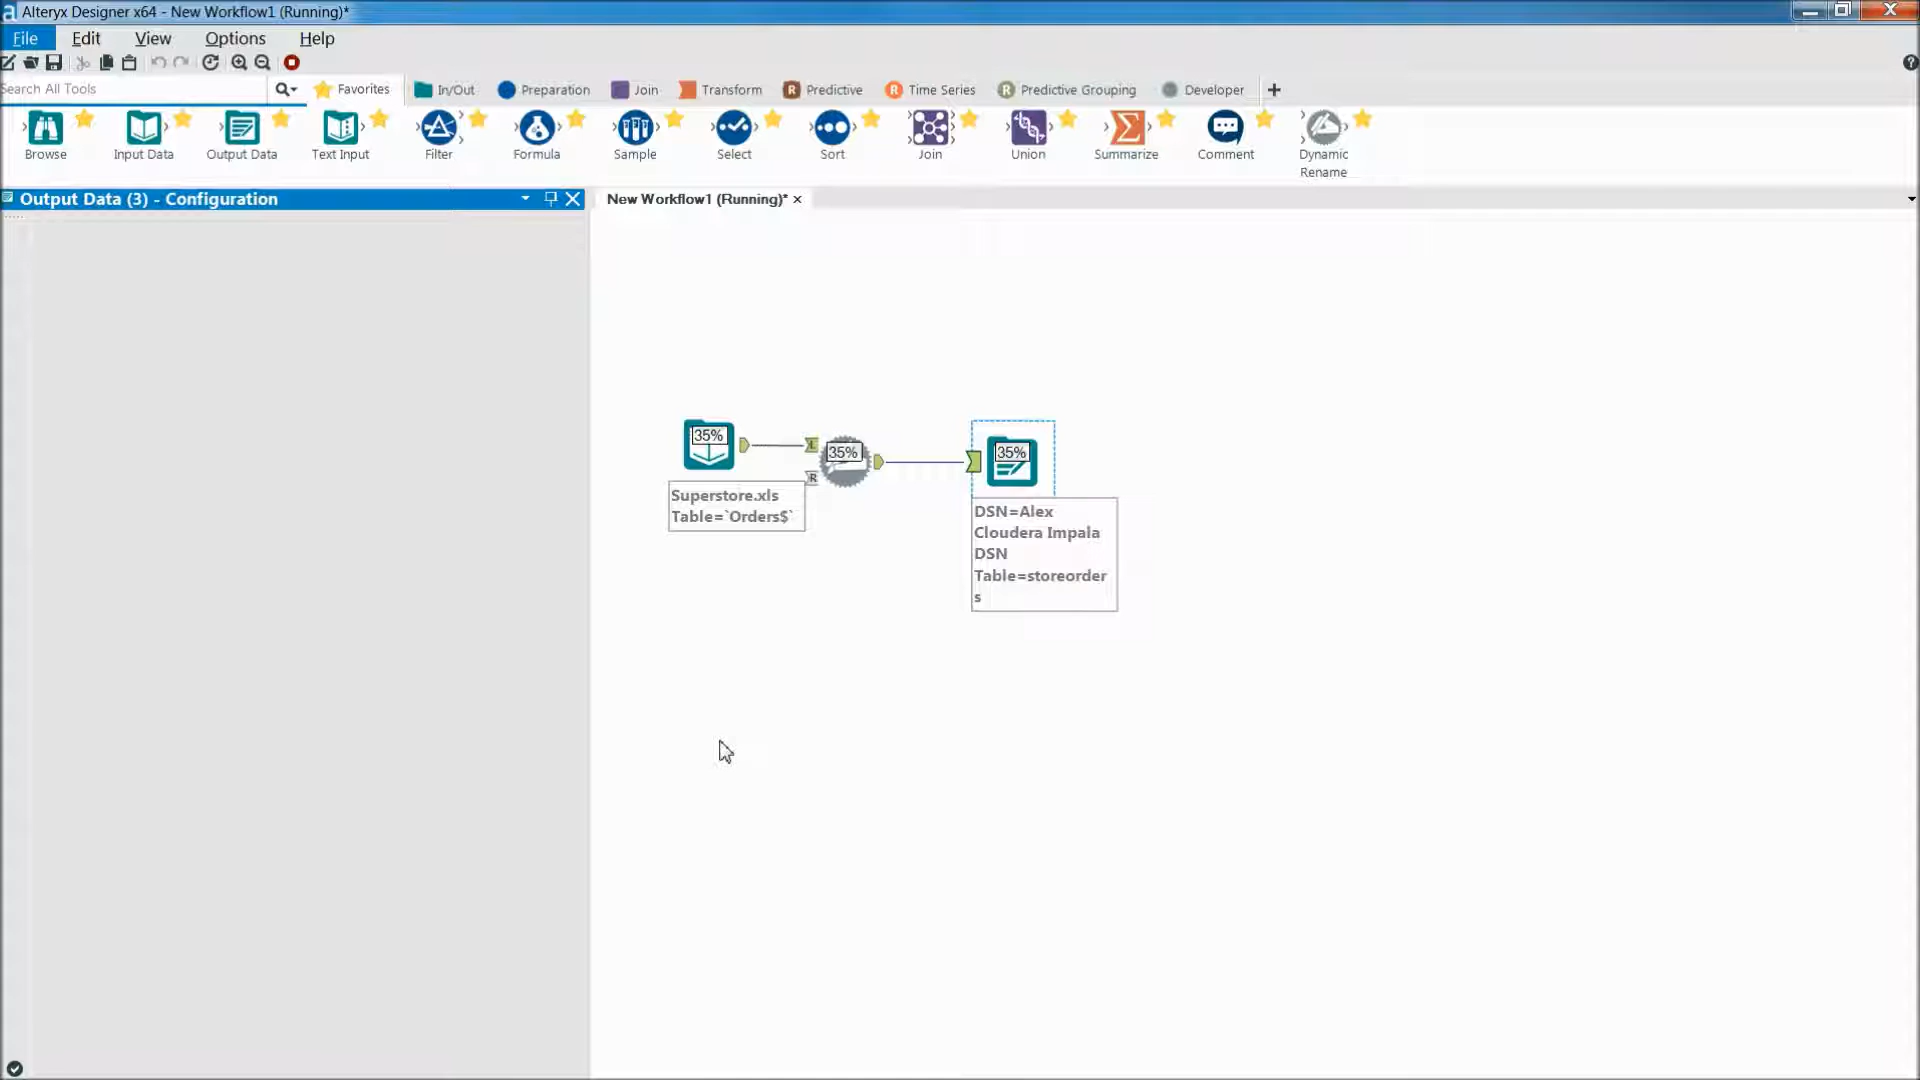 Alteryx Designer x64 - New Workflow1 (Running)*
File Edit View Options Help
Search All Tools
Favorites In/Out Preparation Join Transform Predictive Time Series Predictive Grouping Developer
Browse Input Data Output Data Text Input Filter Formula Sample Select Sort Join Union Summarize Comment Dynamic
Rename
Output Data (3) - Configuration
New Workflow1 (Running)*
35%
35%
35%
L
R
Superstore.xls
Table=`Orders$`
DSN=Alex
Cloudera Impala
DSN
Table=storeorder
s